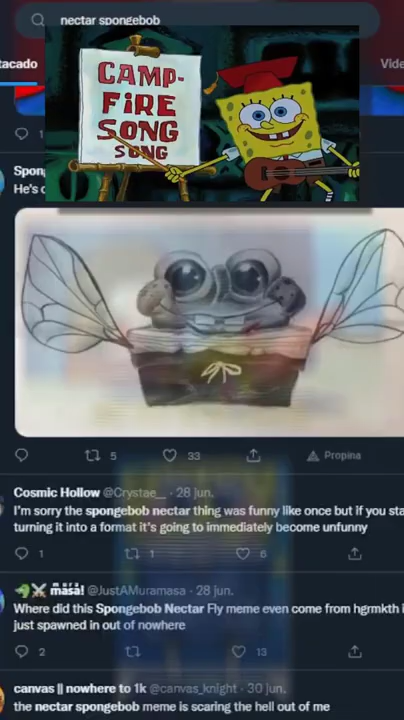 nectar spongebob
tacado
Vide
CAMP-
FIRE
SONG
SONG
1
Spon
He's c
5
33
Propina
Cosmic Hollow @Crystae__ · 28 jun.
I'm sorry the spongebob nectar thing was funny like once but if you sta
turning it into a format it's going to immediately become unfunny
1
1
6
masa! @JustAMuramasa · 28 jun.
Where did this Spongebob Nectar Fly meme even come from hgrmkth i
just spawned in out of nowhere
2
13
canvas || nowhere to 1k @canvas_knight · 30 jun.
the nectar spongebob meme is scaring the hell out of me